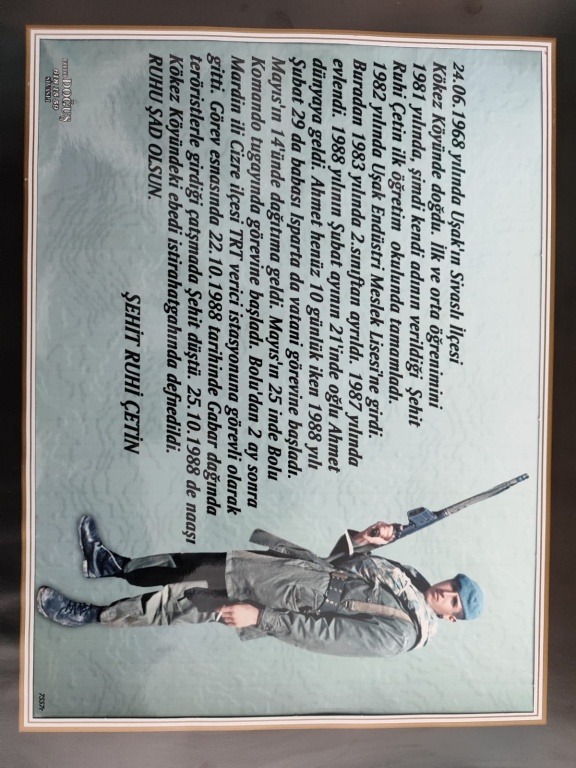 24.06.1968 yılında Uşak'ın Sivaslı İlçesi
Kökez Köyünde doğdu. İlk ve orta öğrenimini
1981 yılında, şimdi kendi adının verildiği Şehit
Ruhi Çetin ilk öğretim okulunda tamamladı.
1982 yılında Uşak Endüstri Meslek Lisesi'ne girdi.
Buradan 1983 yılında 2.sınıftan ayrıldı. 1987 yılında
evlendi. 1988 yılının Şubat ayının 21'inde oğlu Ahmet
dünyaya geldi. Ahmet henüz 10 günlük iken 1988 yılı
Şubat 29 da babası Isparta da vatani görevine başladı.
Mayıs'ın 14'ünde dağıtıma geldi. Mayıs'ın 25 inde Bolu
Komando tugayında görevine başladı. Bolu'dan 2 ay sonra
Mardin ili Cizre ilçesi TRT verici istasyonuna görevli olarak
gitti. Görev esnasında 22.10.1988 tarihinde Gabar dağında
teröristlerle girdiği çatışmada Şehit düştü. 25.10.1988 de naaşı
Kökez Köyündeki ebedi istirahatgahında defnedildi.
RUHU ŞAD OLSUN.
ŞEHİT RUHİ ÇETİN
DOĞUŞ